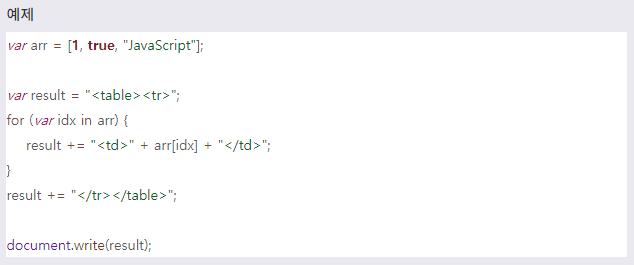 예제
var arr = [1, true, "JavaScript"];
var result = "<table><tr>";
for (var idx in arr) {
result += "<td>" + arr[idx] + "</td>";
}
result += "</tr></table>";
document.write(result);